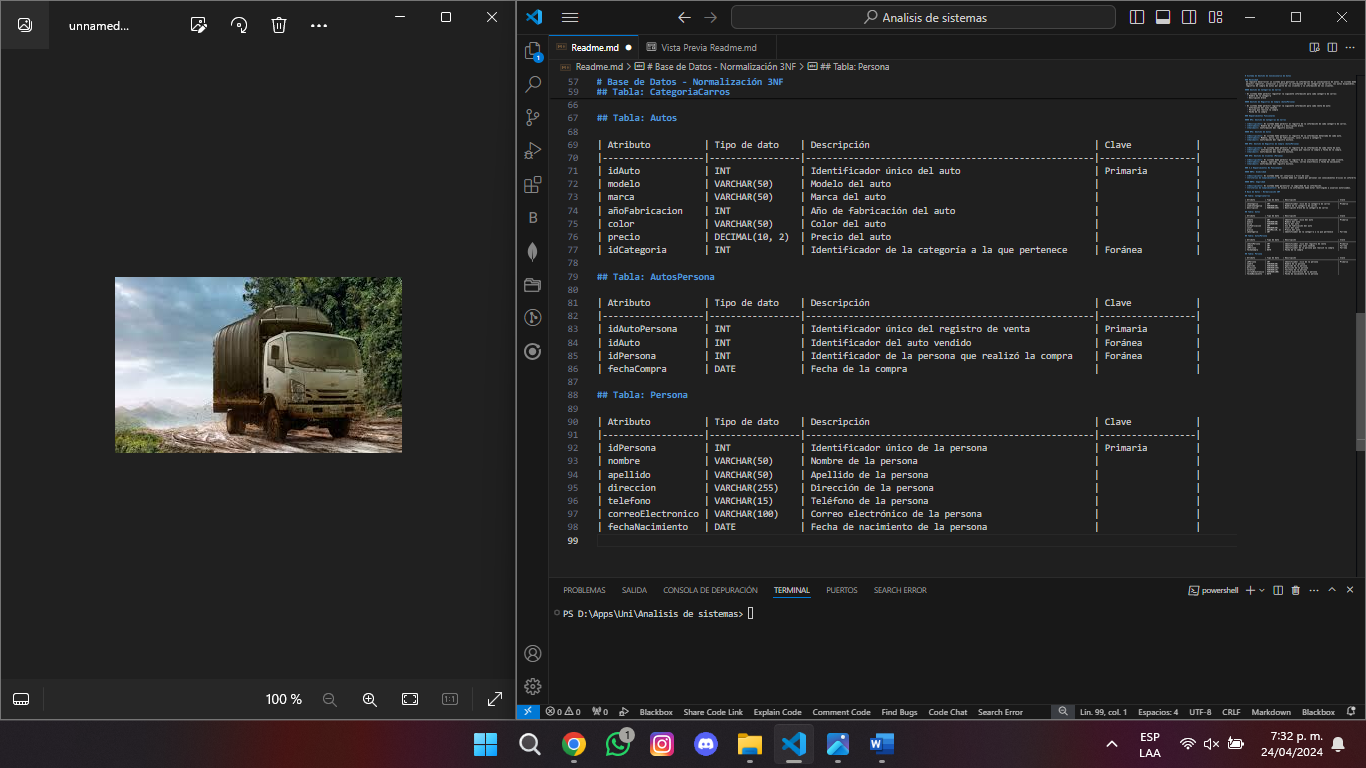 unnamed...
100 %
1:1
Analisis de sistemas
Readme.md
Vista Previa Readme.md
Readme.md > # Base de Datos - Normalización 3NF > ## Tabla: Persona
57 # Base de Datos - Normalización 3NF
59 ## Tabla: CategoriaCarros
66
67 ## Tabla: Autos
68
69 | Atributo | Tipo de dato | Descripción | Clave |
70 |-------------------|-----------------|------------------------------------------------------|------------------|
71 | idAuto | INT | Identificador único del auto | Primaria |
72 | modelo | VARCHAR(50) | Modelo del auto | |
73 | marca | VARCHAR(50) | Marca del auto | |
74 | añoFabricacion | INT | Año de fabricación del auto | |
75 | color | VARCHAR(50) | Color del auto | |
76 | precio | DECIMAL(10, 2) | Precio del auto | |
77 | idCategoria | INT | Identificador de la categoría a la que pertenece | Foránea |
78
79 ## Tabla: AutosPersona
80
81 | Atributo | Tipo de dato | Descripción | Clave |
82 |-------------------|-----------------|------------------------------------------------------|------------------|
83 | idAutoPersona | INT | Identificador único del registro de venta | Primaria |
84 | idAuto | INT | Identificador del auto vendido | Foránea |
85 | idPersona | INT | Identificador de la persona que realizó la compra | Foránea |
86 | fechaCompra | DATE | Fecha de la compra | |
87
88 ## Tabla: Persona
89
90 | Atributo | Tipo de dato | Descripción | Clave |
91 |-------------------|-----------------|------------------------------------------------------|------------------|
92 | idPersona | INT | Identificador único de la persona | Primaria |
93 | nombre | VARCHAR(50) | Nombre de la persona | |
94 | apellido | VARCHAR(50) | Apellido de la persona | |
95 | direccion | VARCHAR(255) | Dirección de la persona | |
96 | telefono | VARCHAR(15) | Teléfono de la persona | |
97 | correoElectronico | VARCHAR(100) | Correo electrónico de la persona | |
98 | fechaNacimiento | DATE | Fecha de nacimiento de la persona | |
99
PROBLEMAS SALIDA CONSOLA DE DEPURACIÓN TERMINAL PUERTOS SEARCH ERROR
powershell
PS D:\Apps\Uni\Analisis de sistemas>
0 0 0 Blackbox Share Code Link Explain Code Comment Code Find Bugs Code Chat Search Error
Lín. 99, col. 1 Espacios: 4 UTF-8 CRLF Markdown Blackbox
1
ESP
LAA
7:32 p. m.
24/04/2024